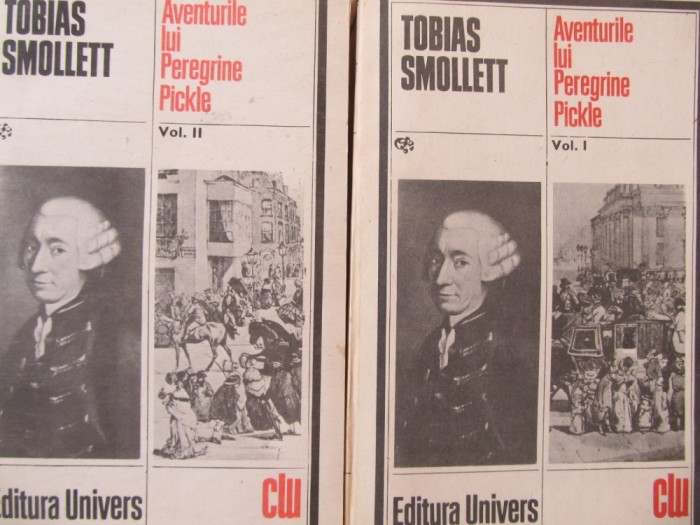 TOBIAS
SMOLLETT
Aventurile
lui
Peregrine
Pickle
Vol. II
Editura Univers
clu
TOBIAS
SMOLLETT
Aventurile
lui
Peregrine
Pickle
Vol. I
Editura Univers
clu